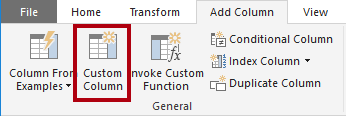 File Home Transform Add Column View
Column From Examples
Custom Column
Invoke Custom Function
Conditional Column
Index Column
Duplicate Column
General